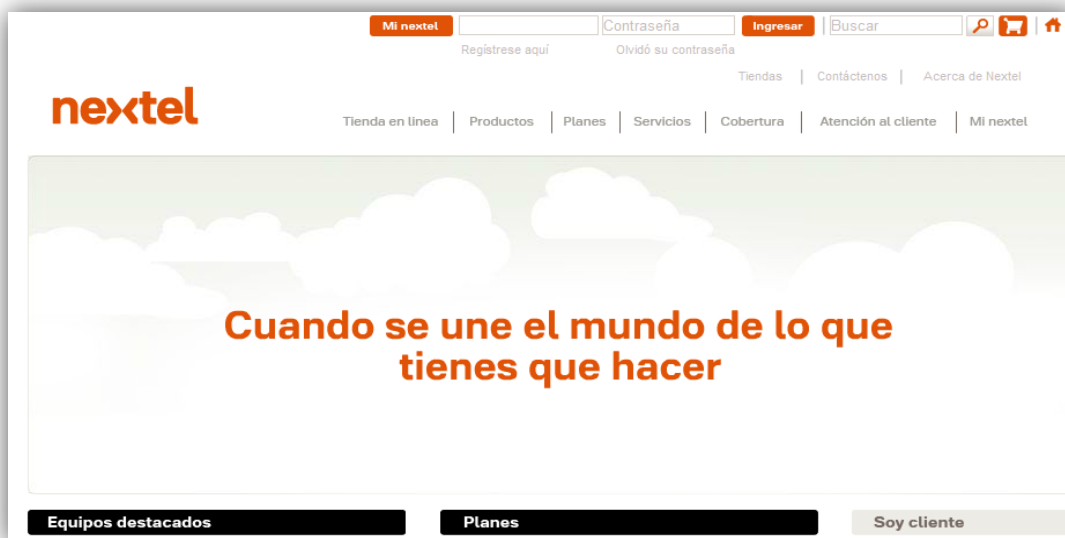 Mi nextel Contraseña Ingresar Buscar
Regístrese aquí Olvidó su contraseña
Tiendas | Contáctenos | Acerca de Nextel
nextel
Tienda en linea | Productos | Planes | Servicios | Cobertura | Atención al cliente | Mi nextel
Cuando se une el mundo de lo que
tienes que hacer
Equipos destacados Planes Soy cliente